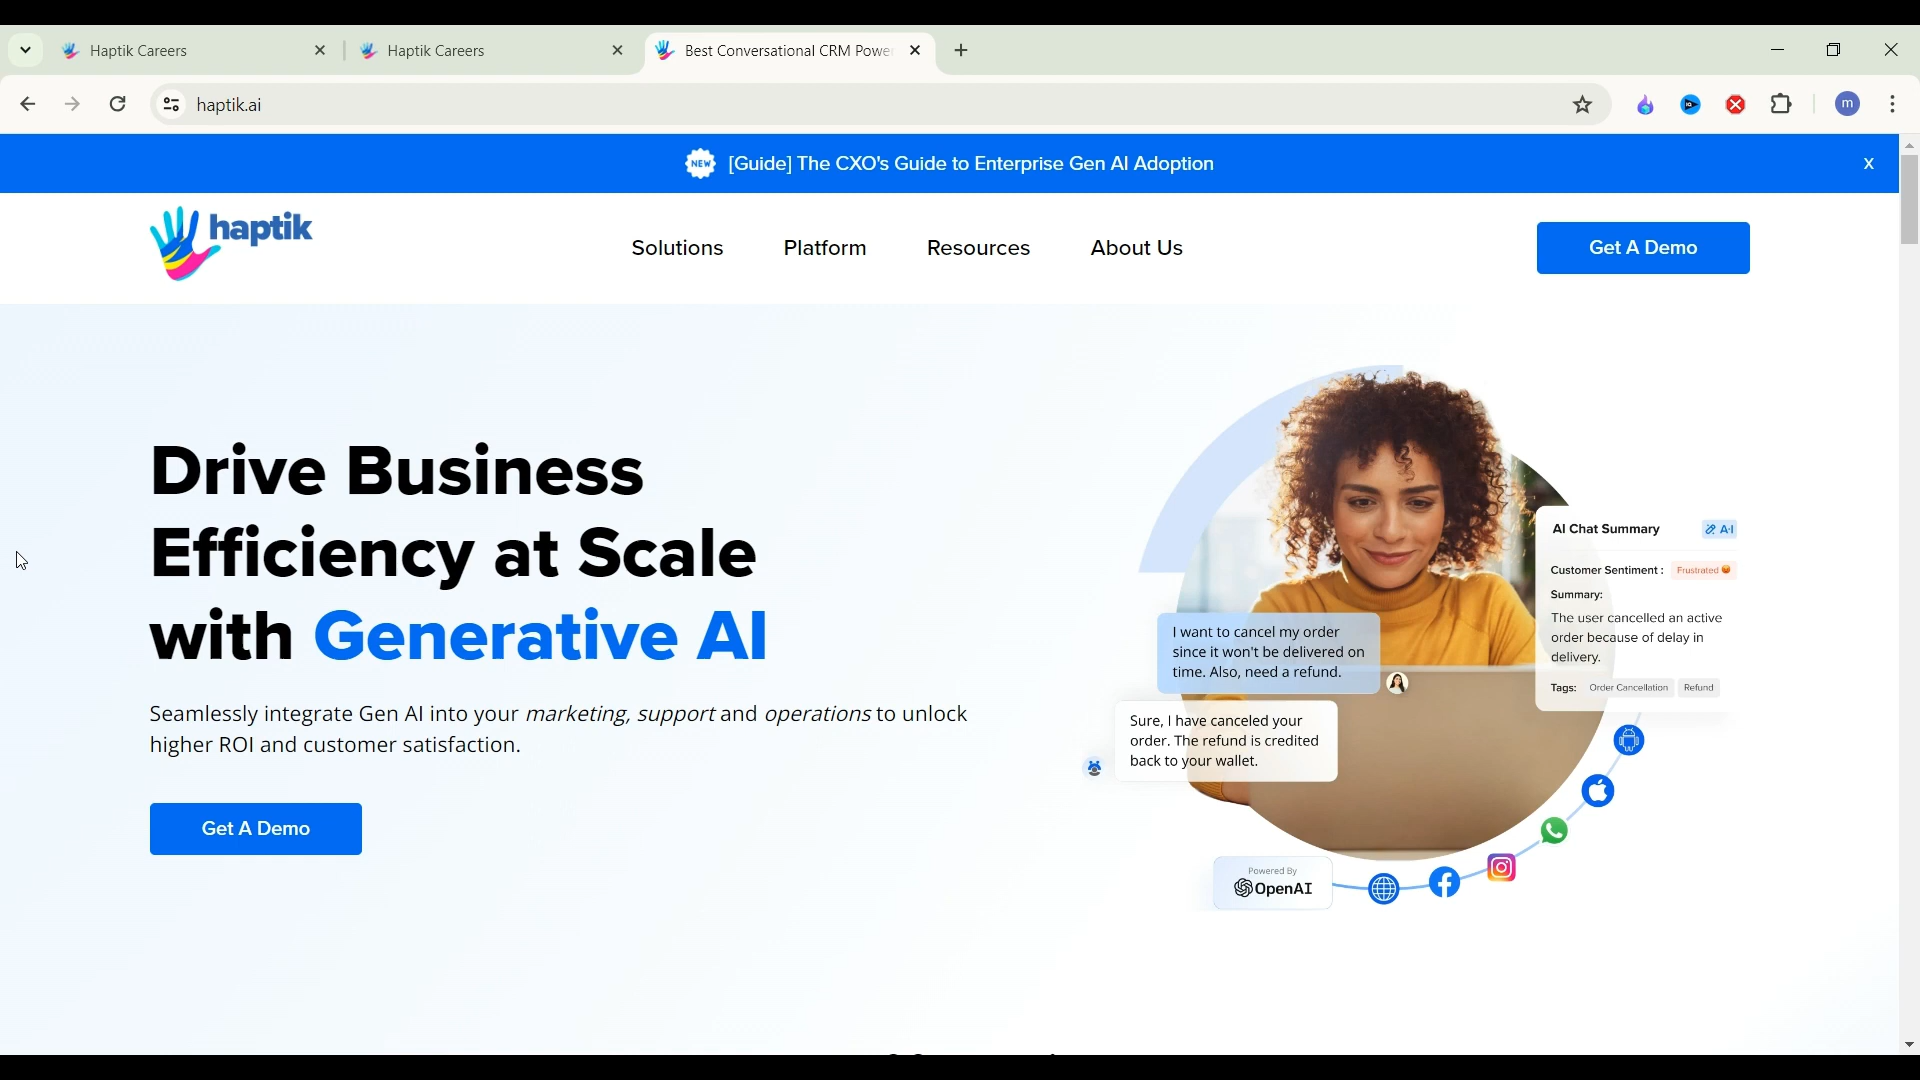 Haptik Careers
Haptik Careers
Best Conversational CRM Powe
m
haptik.ai
NEW [Guide] The CXO's Guide to Enterprise Gen AI Adoption X
haptik
Solutions Platform Resources About Us
Get A Demo
Drive Business
Efficiency at Scale
with Generative AI
Seamlessly integrate Gen AI into your marketing, support and operations to unlock
higher ROI and customer satisfaction.
Get A Demo
I want to cancel my order
since it won't be delivered on
time. Also, need a refund.
Sure, I have canceled your
order. The refund is credited
back to your wallet.
AI Chat Summary A·I
Customer Sentiment : Frustrated
Summary:
The user cancelled an active
order because of delay in
delivery.
Tags: Order Cancellation Refund
Powered By
OpenAI